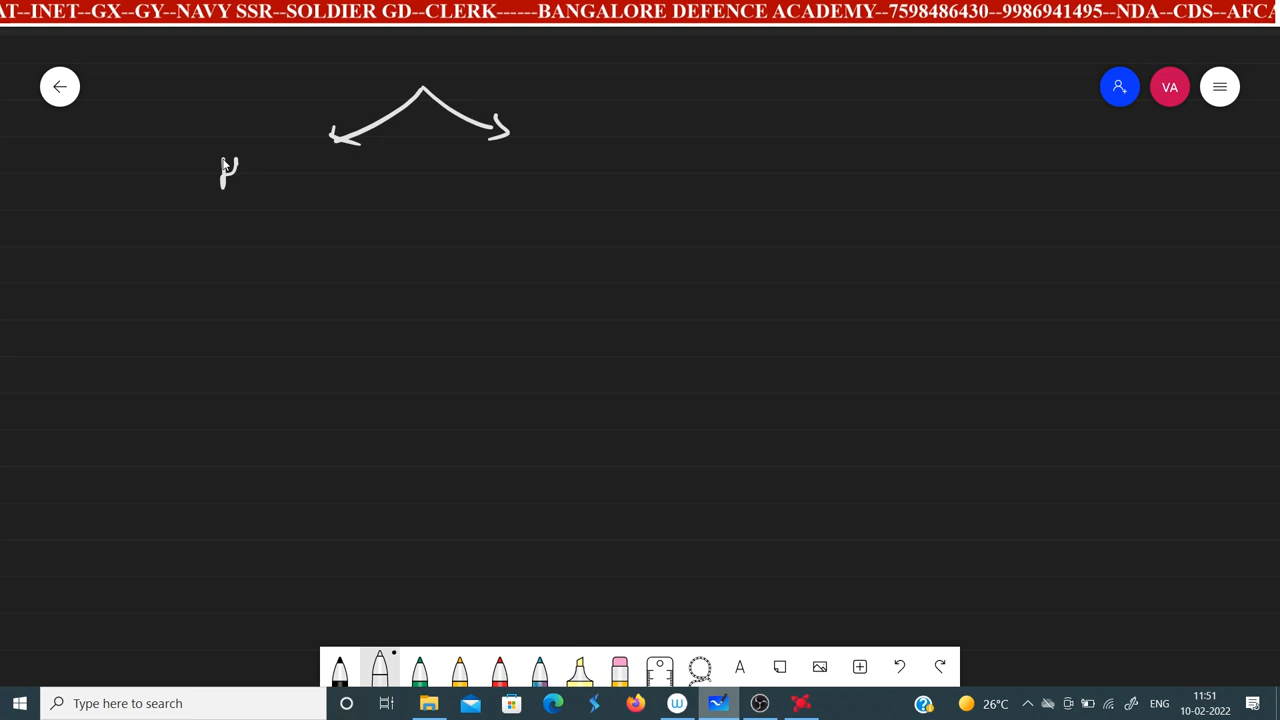 AT--INET--GX--GY--NAVY SSR--SOLDIER GD--CLERK------BANGALORE DEFENCE ACADEMY--7598486430--9986941495--NDA--CDS--AFCA
VA
A
Type here to search
26°C
ENG
11:51
10-02-2022